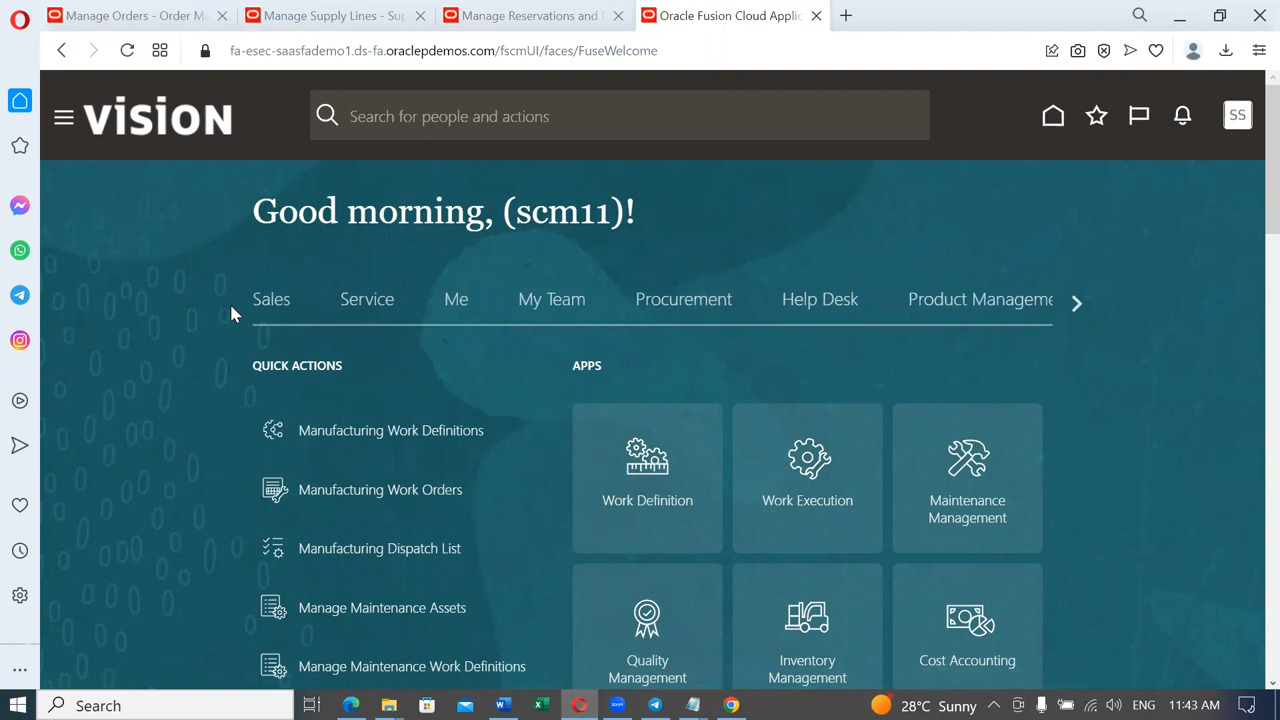 Manage Orders - Order M
Manage Supply Lines - Sup
Manage Reservations and
Oracle Fusion Cloud Applic
fa-esec-saasfademo1.ds-fa.oraclepdemos.com/fscmUI/faces/FuseWelcome
vision
Search for people and actions
SS
Good morning, (scm11)!
Sales
Service
Me
My Team
Procurement
Help Desk
Product Manageme
QUICK ACTIONS
APPS
Manufacturing Work Definitions
Manufacturing Work Orders
Manufacturing Dispatch List
Manage Maintenance Assets
Manage Maintenance Work Definitions
Work Definition
Work Execution
Maintenance
Management
Quality
Management
Inventory
Management
Cost Accounting
Search
28°C Sunny
ENG
11:43 AM